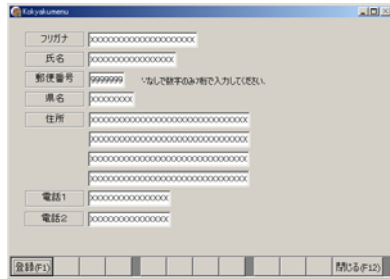 Kokyakumenu
フリガナ XXXXXXXXXXXXXXXXXXXX
氏名 XXXXXXXXXXXXXXXX
郵便番号 9999999 '-'なしで数字のみ7桁で入力してください。
県名 XXXXXXXX
住所 XXXXXXXXXXXXXXXXXXXXXXXXXXXXXX
XXXXXXXXXXXXXXXXXXXXXXXXXXXXXX
XXXXXXXXXXXXXXXXXXXXXXXXXXXXXX
XXXXXXXXXXXXXXXXXXXXXXXXXXXXXX
電話1 XXXXXXXXXXXXXXX
電話2 XXXXXXXXXXXXXXX
登録(F1) 閉じる(F12)